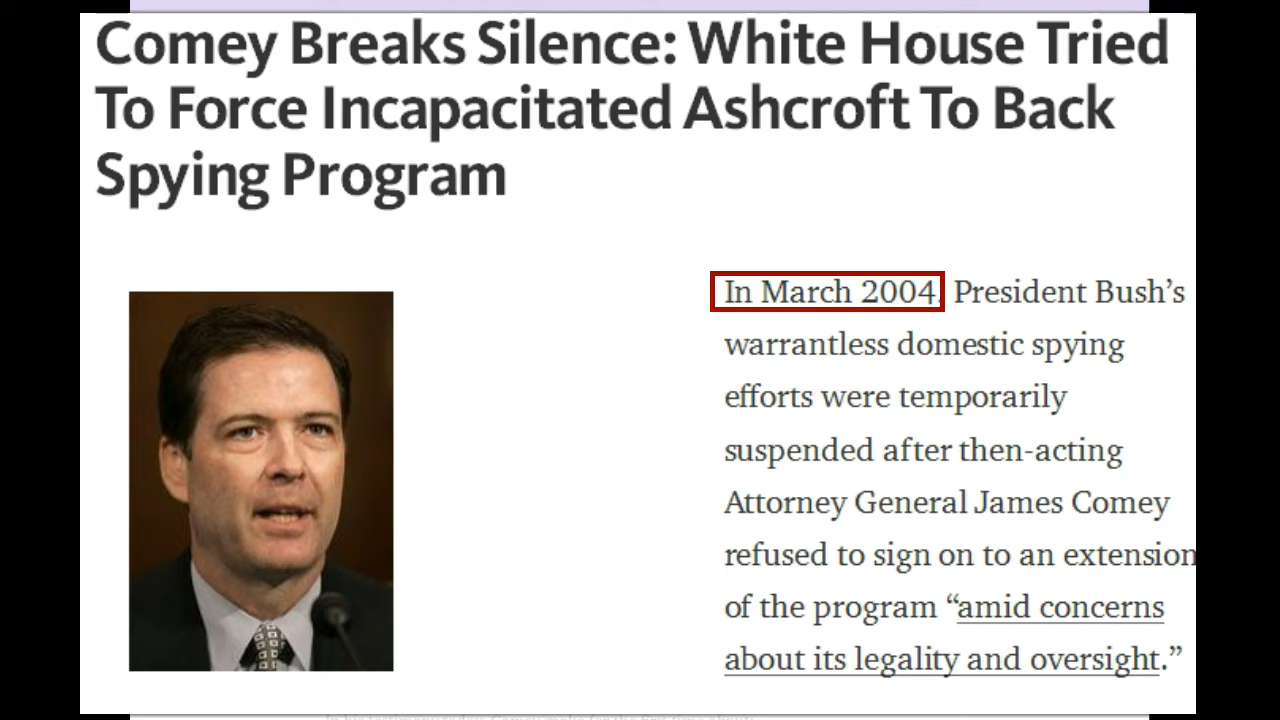 Comey Breaks Silence: White House Tried
To Force Incapacitated Ashcroft To Back
Spying Program
In March 2004, President Bush’s
warrantless domestic spying
efforts were temporarily
suspended after then-acting
Attorney General James Comey
refused to sign on to an extension
of the program “amid concerns
about its legality and oversight.”